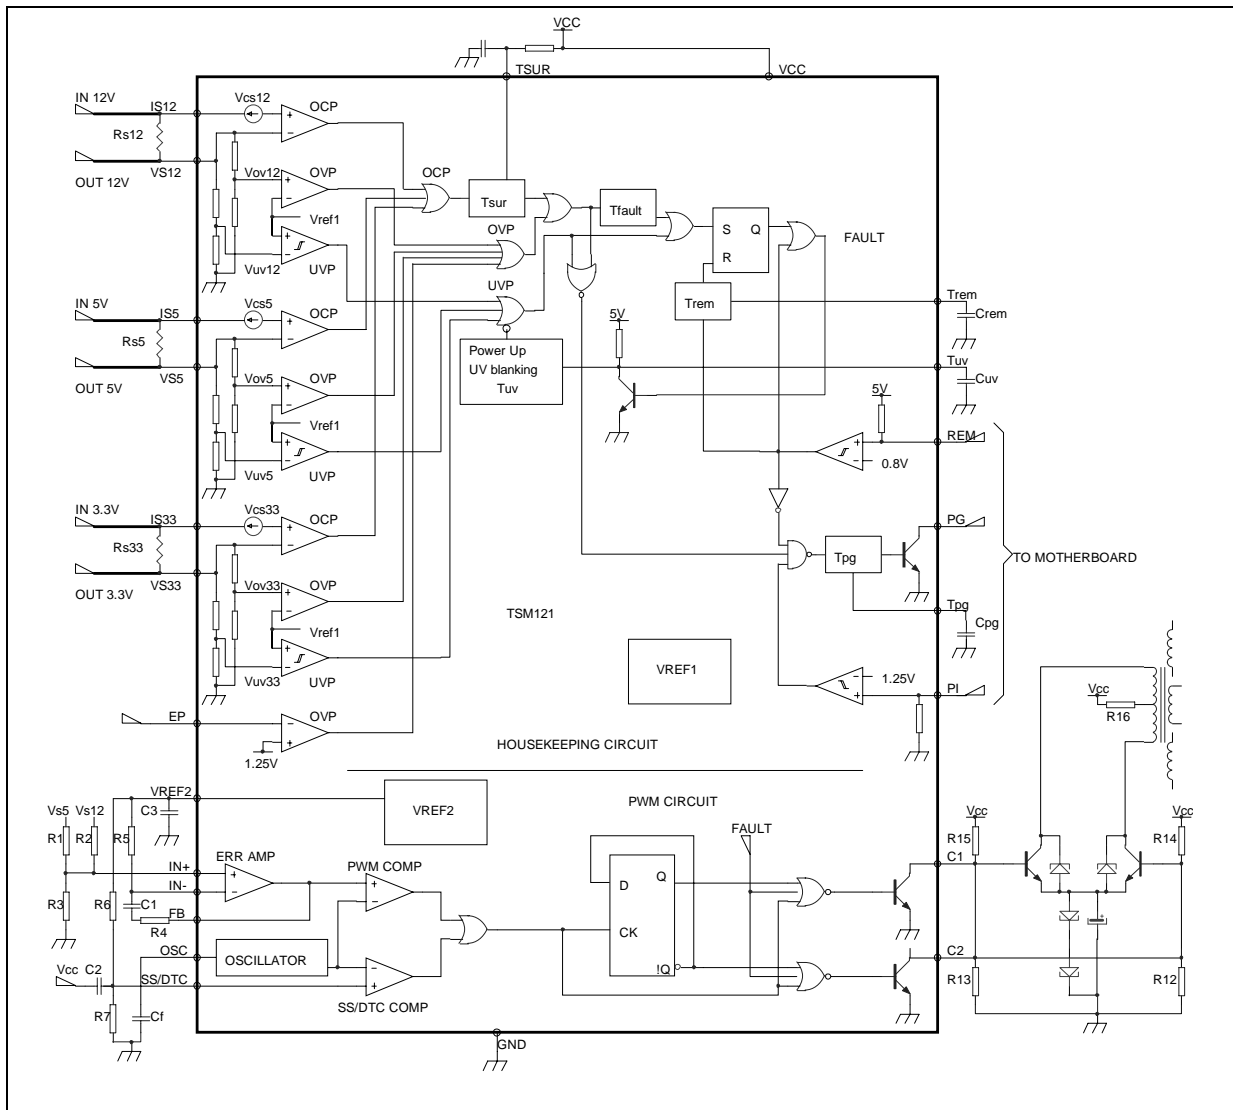 VCC
TSUR
VCC
IN 12V
IS12
Vcs12
OCP
Rs12
OUT 12V
VS12
Vov12
OVP
Vref1
Vuv12
UVP
OCP
Tsur
Tfault
OVP
UVP
S
Q
R
FAULT
Trem
Trem
Crem
IN 5V
IS5
Vcs5
OCP
Rs5
OUT 5V
VS5
Vov5
OVP
Vref1
Vuv5
UVP
Power Up
UV blanking
Tuv
5V
Tuv
Cuv
5V
REM
0.8V
IN 3.3V
IS33
Vcs33
OCP
Rs33
OUT 3.3V
VS33
Vov33
OVP
Vref1
Vuv33
UVP
PG
TO MOTHERBOARD
Tpg
Tpg
Cpg
TSM121
VREF1
1.25V
PI
EP
OVP
1.25V
HOUSEKEEPING CIRCUIT
Vcc
R16
VREF2
VREF2
PWM CIRCUIT
Vs5
Vs12
C3
R1
R2
R5
ERR AMP
IN+
IN-
PWM COMP
FAULT
D
Q
CK
!Q
R3
R6
C1
FB
R4
OSC
OSCILLATOR
Vcc
C2
SS/DTC
SS/DTC COMP
R7
Cf
GND
Vcc
R15
C1
C2
R13
Vcc
R14
R12